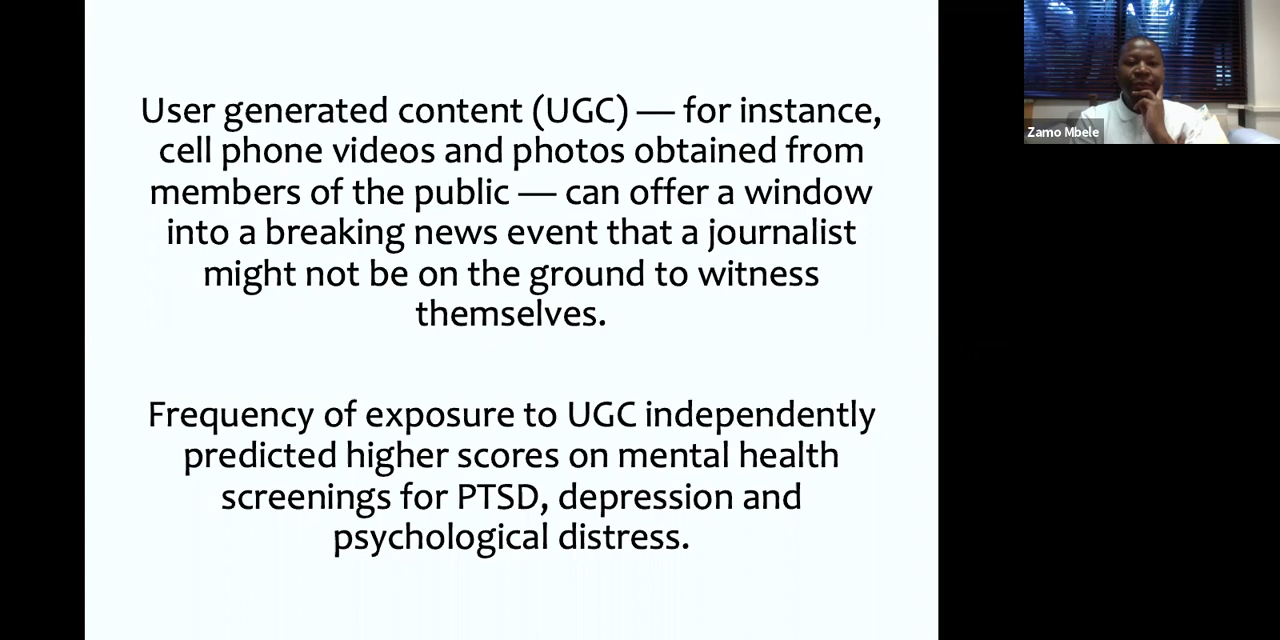 User generated content (UGC) — for instance,
cell phone videos and photos obtained from
members of the public — can offer a window
into a breaking news event that a journalist
might not be on the ground to witness
themselves.
Frequency of exposure to UGC independently
predicted higher scores on mental health
screenings for PTSD, depression and
psychological distress.
Zamo Mbele